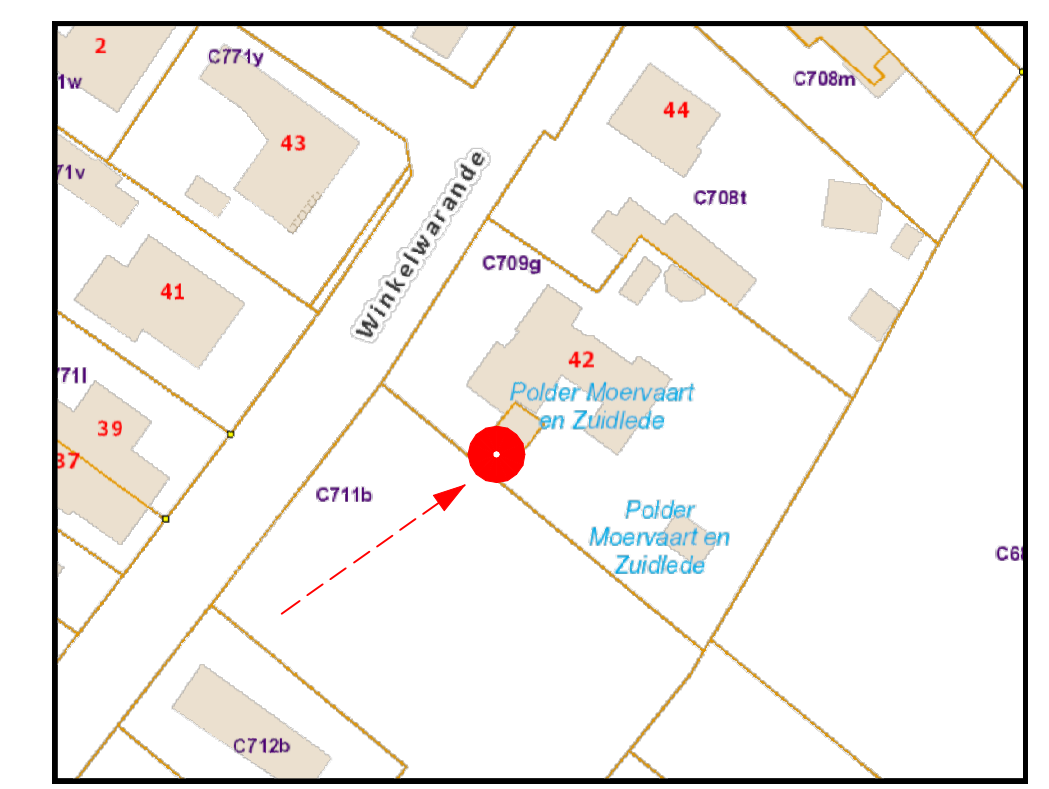 2
C771y
1w
C708m
44
43
71v
C708t
Winkelwarande
C709g
41
42
71l
Polder Moervaart
en Zuidlede
39
37
C711b
Polder
Moervaart en
Zuidlede
C68
C712b